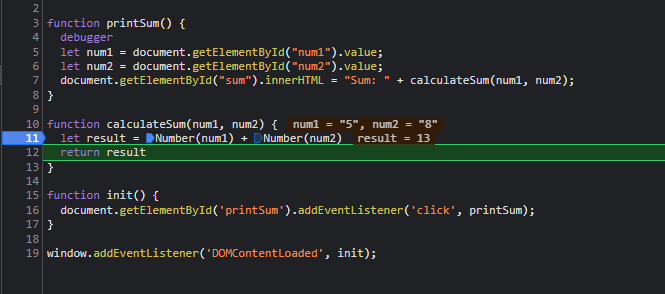 2
3 function printSum() {
4 debugger
5 let num1 = document.getElementById("num1").value;
6 let num2 = document.getElementById("num2").value;
7 document.getElementById("sum").innerHTML = "Sum: " + calculateSum(num1, num2);
8 }
9
10 function calculateSum(num1, num2) { num1 = "5", num2 = "8"
11 let result = Number(num1) + Number(num2) result = 13
12 return result
13 }
14
15 function init() {
16 document.getElementById('printSum').addEventListener('click', printSum);
17 }
18
19 window.addEventListener('DOMContentLoaded', init);